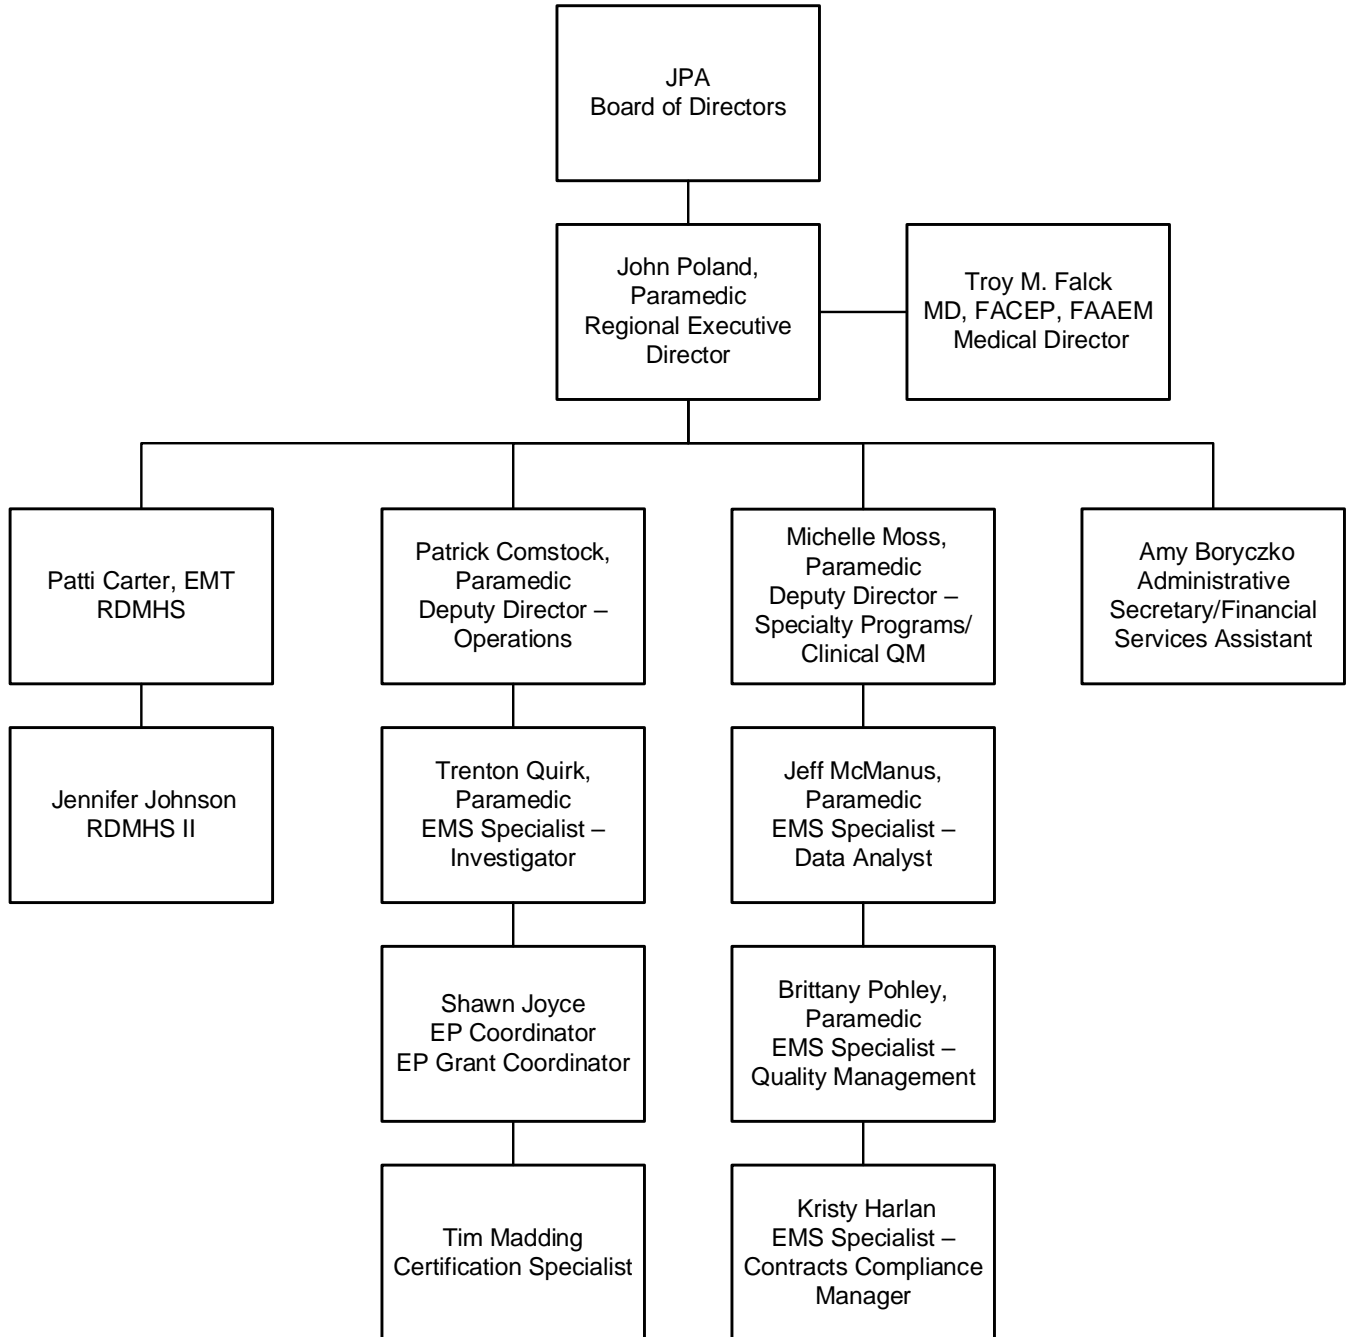 JPA
Board of Directors
John Poland,
Paramedic
Regional Executive
Director
Troy M. Falck
MD, FACEP, FAAEM
Medical Director
Patti Carter, EMT
RDMHS
Patrick Comstock,
Paramedic
Deputy Director –
Operations
Michelle Moss,
Paramedic
Deputy Director –
Specialty Programs/
Clinical QM
Amy Boryczko
Administrative
Secretary/Financial
Services Assistant
Jennifer Johnson
RDMHS II
Trenton Quirk,
Paramedic
EMS Specialist –
Investigator
Jeff McManus,
Paramedic
EMS Specialist –
Data Analyst
Shawn Joyce
EP Coordinator
EP Grant Coordinator
Brittany Pohley,
Paramedic
EMS Specialist –
Quality Management
Tim Madding
Certification Specialist
Kristy Harlan
EMS Specialist –
Contracts Compliance
Manager